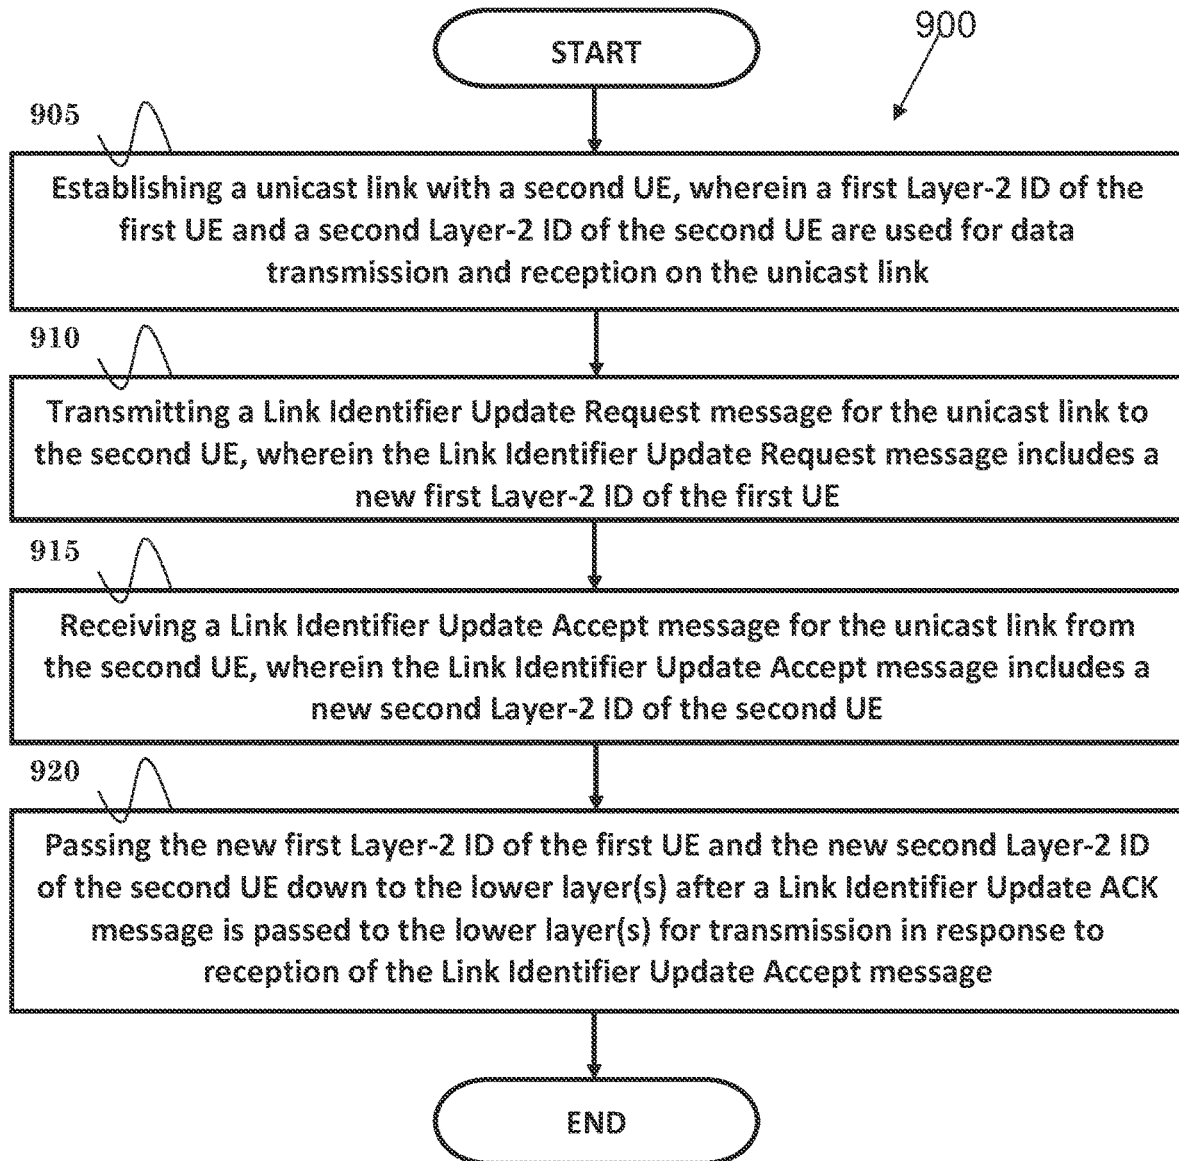 START
900
905
Establishing a unicast link with a second UE, wherein a first Layer-2 ID of the
first UE and a second Layer-2 ID of the second UE are used for data
transmission and reception on the unicast link
910
Transmitting a Link Identifier Update Request message for the unicast link to
the second UE, wherein the Link Identifier Update Request message includes a
new first Layer-2 ID of the first UE
915
Receiving a Link Identifier Update Accept message for the unicast link from
the second UE, wherein the Link Identifier Update Accept message includes a
new second Layer-2 ID of the second UE
920
Passing the new first Layer-2 ID of the first UE and the new second Layer-2 ID
of the second UE down to the lower layer(s) after a Link Identifier Update ACK
message is passed to the lower layer(s) for transmission in response to
reception of the Link Identifier Update Accept message
END